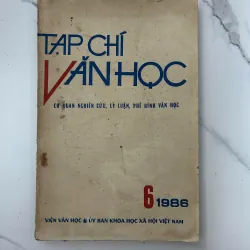 TẠP CHÍ
VĂN HỌC
CƠ QUAN NGHIÊN CỨU, LÝ LUẬN, PHÊ BÌNH VĂN HỌC
6 1986
VIỆN VĂN HỌC ỦY BAN KHOA HỌC XÃ HỘI VIỆT NAM